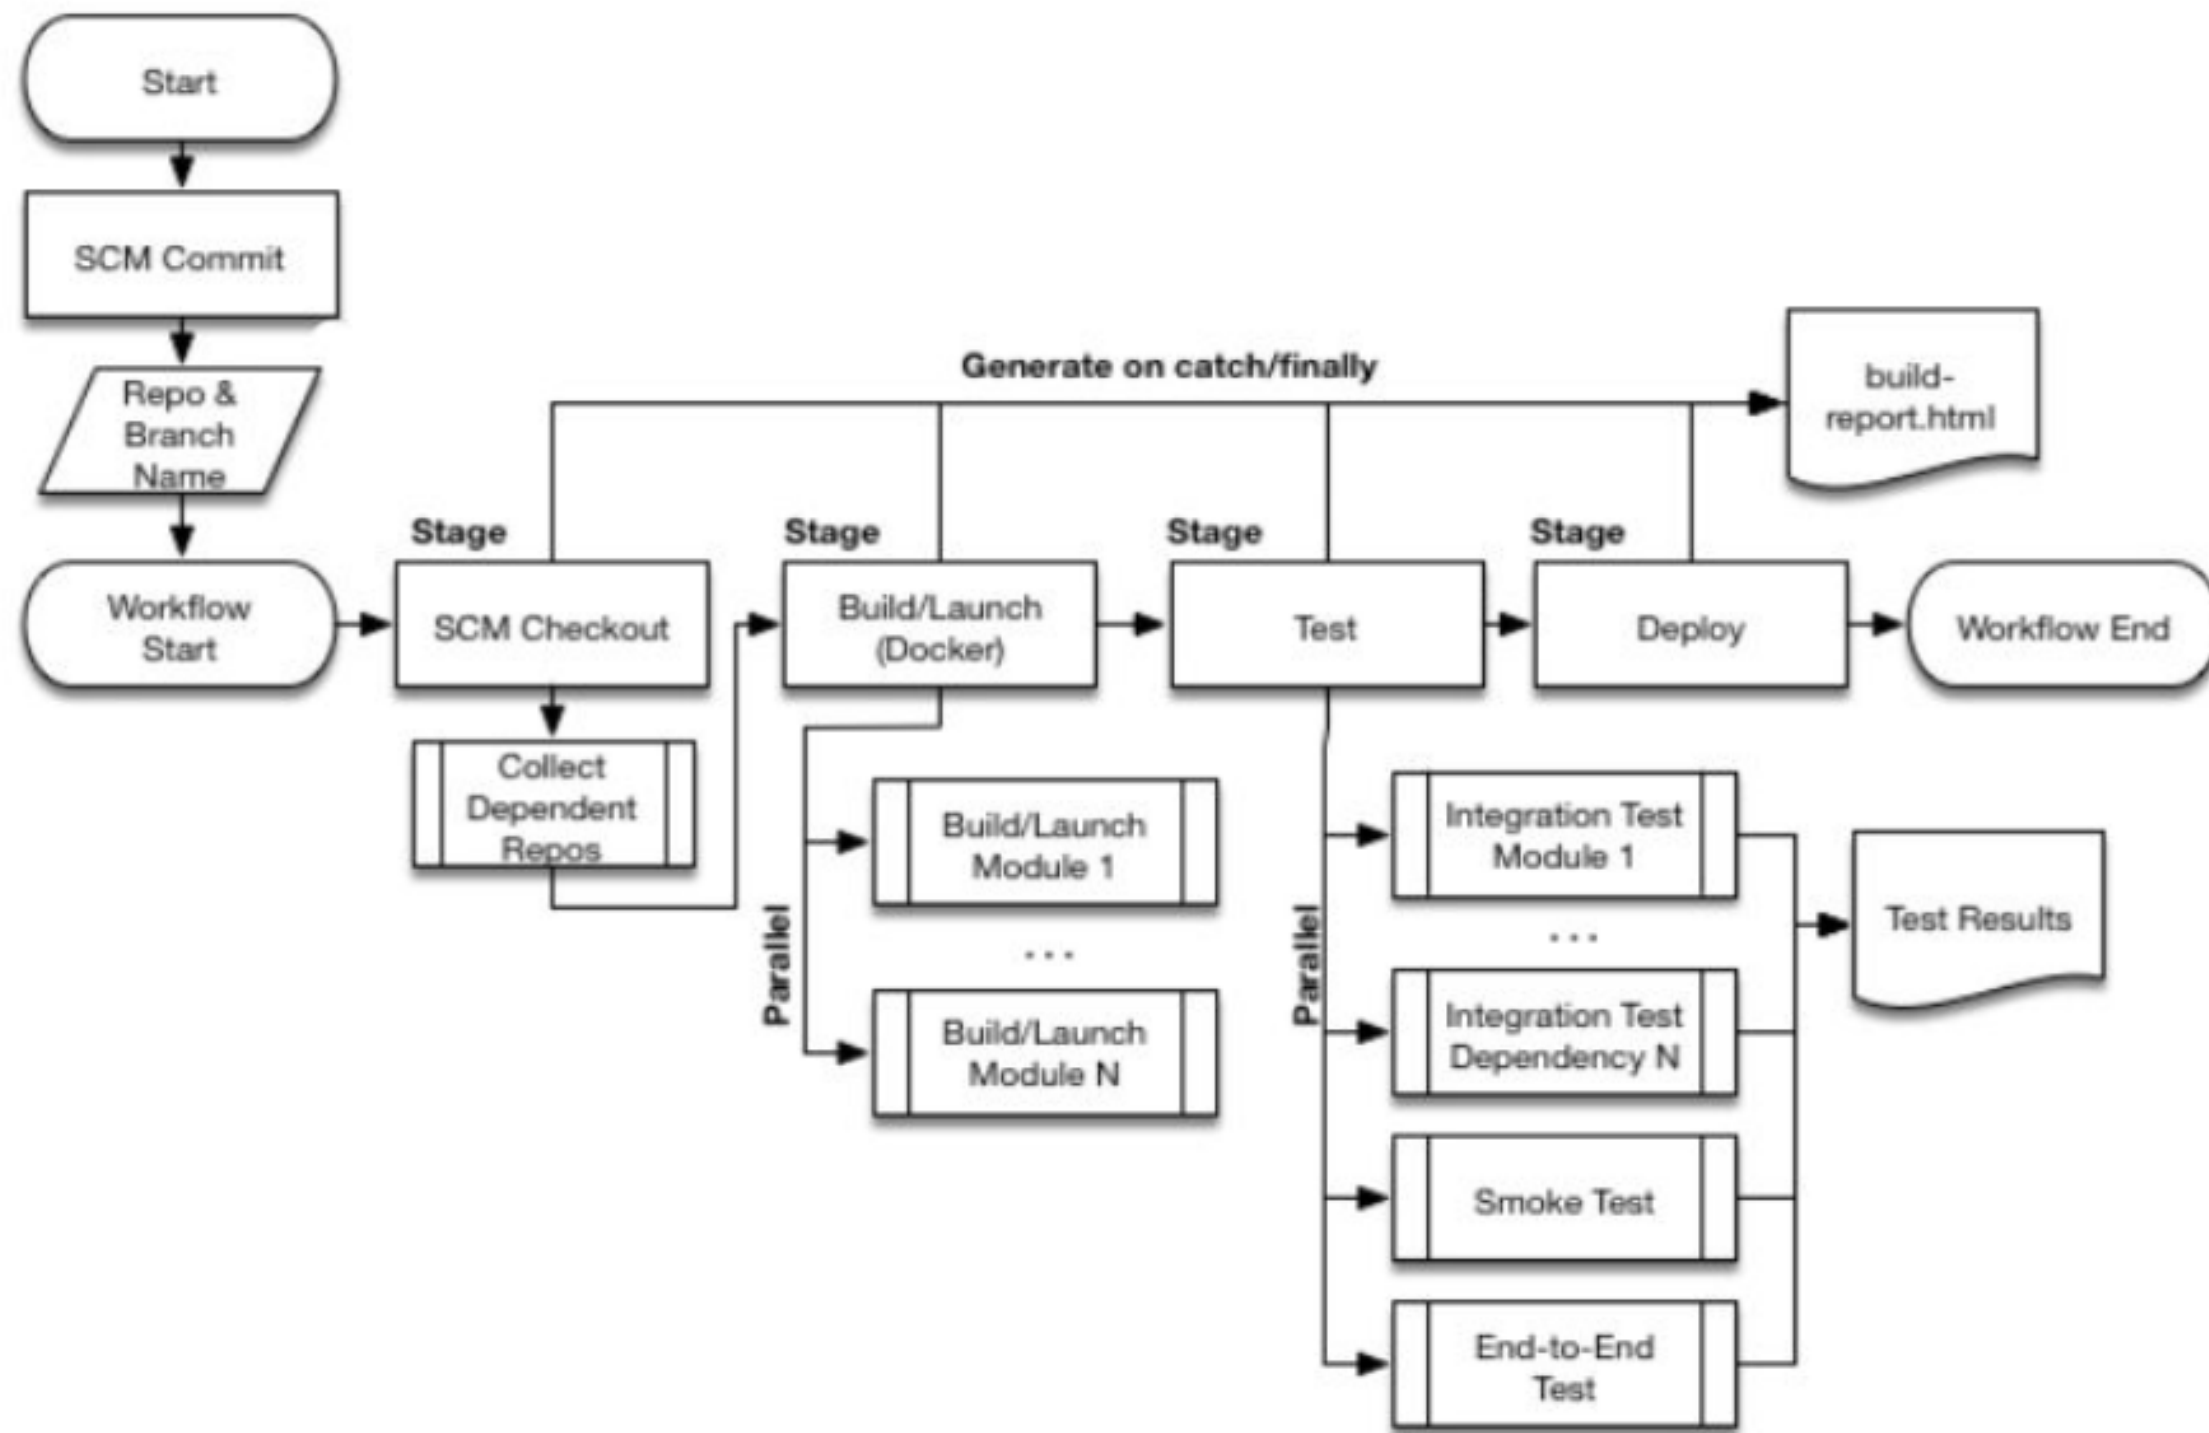 Start
SCM Commit
Repo &
Branch
Name
Workflow
Start
Generate on catch/finally
build-
report.html
Stage
SCM Checkout
Collect
Dependent
Repos
Stage
Build/Launch
(Docker)
Parallel
Build/Launch
Module 1
...
Build/Launch
Module N
Stage
Test
Parallel
Integration Test
Module 1
...
Integration Test
Dependency N
Smoke Test
End-to-End
Test
Test Results
Stage
Deploy
Workflow End